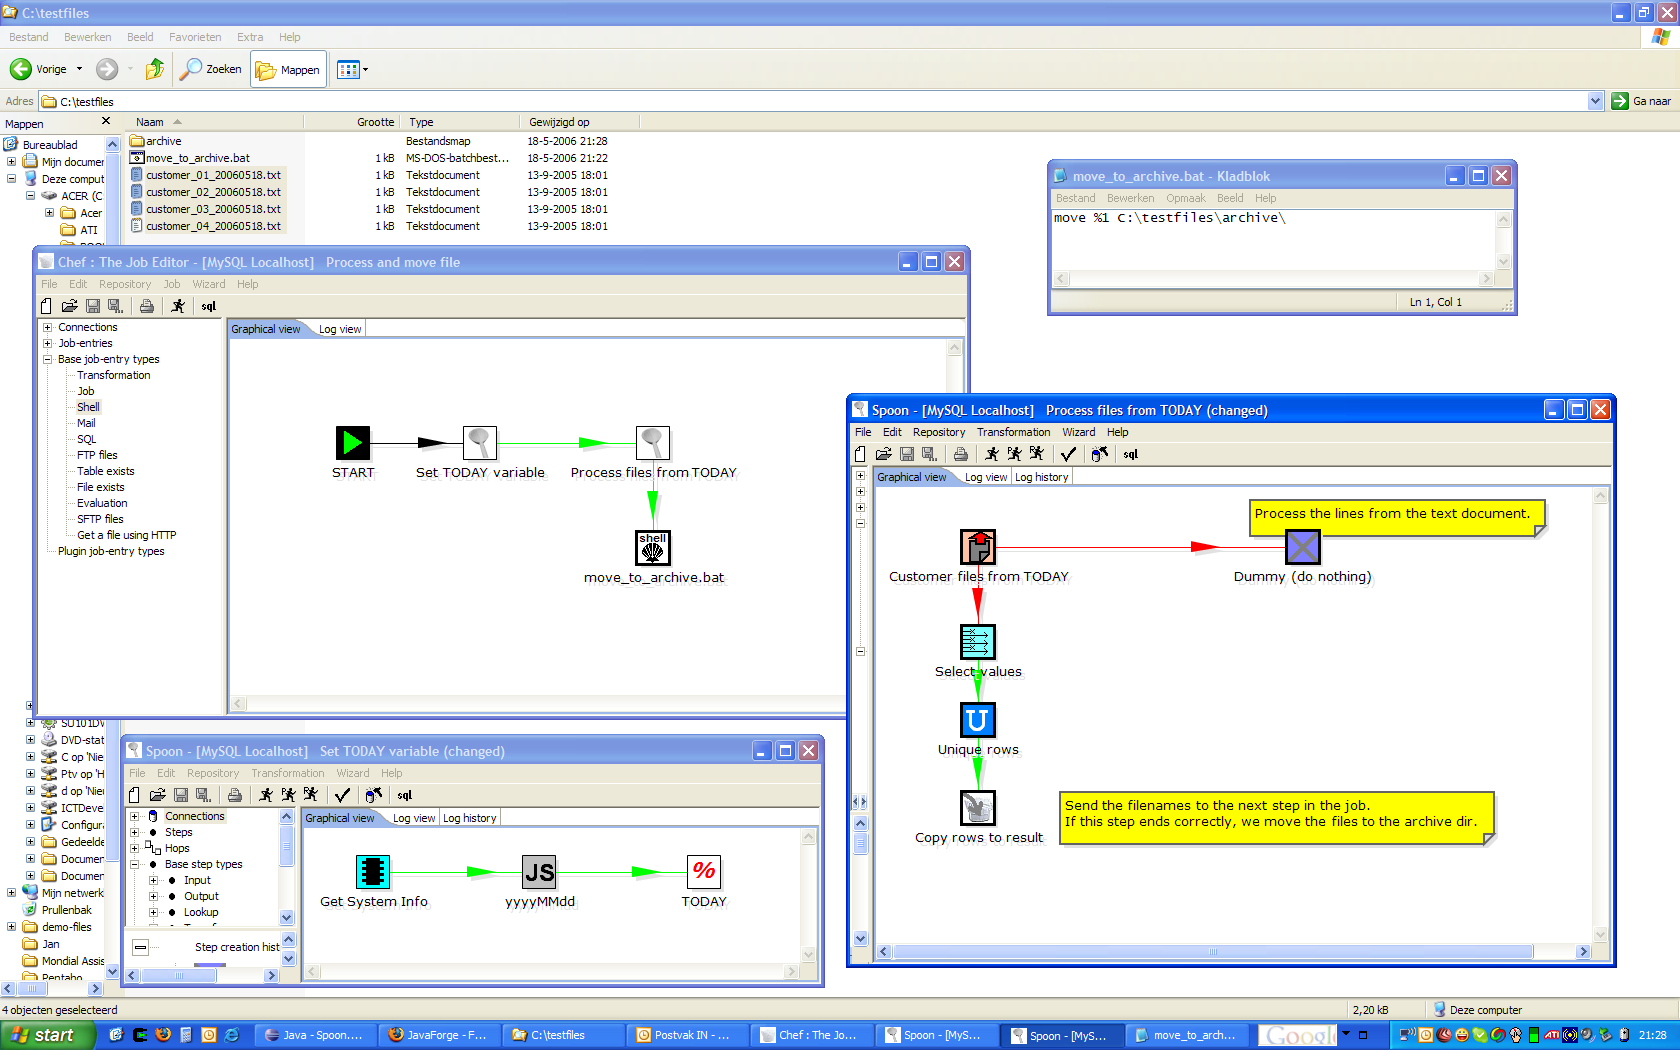 C:\testfiles
Bestand Bewerken Beeld Favorieten Extra Help
Vorige Zoeken Mappen
Adres C:\testfiles Ga naar
Mappen
Naam Grootte Type Gewijzigd op
archive Bestandsmap 18-5-2006 21:28
move_to_archive.bat 1 kB MS-DOS-batchbest... 18-5-2006 21:22
customer_01_20060518.txt 1 kB Tekstdocument 13-9-2005 18:01
customer_02_20060518.txt 1 kB Tekstdocument 13-9-2005 18:01
customer_03_20060518.txt 1 kB Tekstdocument 13-9-2005 18:01
customer_04_20060518.txt 1 kB Tekstdocument 13-9-2005 18:01
Bureaublad
Mijn documer
Deze comput
ACER (C
Acer
ATI
move_to_archive.bat - Kladblok
Bestand Bewerken Opmaak Beeld Help
move %1 C:\testfiles\archive\
Ln 1, Col 1
Chef : The Job Editor - [MySQL Localhost] Process and move file
File Edit Repository Job Wizard Help
sql
Connections
Job-entries
Base job-entry types
Transformation
Job
Shell
Mail
SQL
FTP files
Table exists
File exists
Evaluation
SFTP files
Get a file using HTTP
Plugin job-entry types
Graphical view Log view
START
Set TODAY variable
Process files from TODAY
shell
move_to_archive.bat
Spoon - [MySQL Localhost] Process files from TODAY (changed)
File Edit Repository Transformation Wizard Help
sql
Graphical view Log view Log history
Process the lines from the text document.
Customer files from TODAY
Dummy (do nothing)
Select values
U
Unique rows
Copy rows to result
Send the filenames to the next step in the job.
If this step ends correctly, we move the files to the archive dir.
SU101DV
DVD-stat
C op 'Nie
Ptv op 'H
d op 'Nieu
ICTDeve
Configura
Gedeelde
Documer
Documer
Mijn netwerk
Prullenbak
demo-files
Jan
Mondial Assis
Pentaho
Spoon - [MySQL Localhost] Set TODAY variable (changed)
File Edit Repository Transformation Wizard Help
sql
Connections
Steps
Hops
Base step types
Input
Output
Lookup
Step creation hist
Graphical view Log view Log history
JS
%
Get System Info
yyyyMMdd
TODAY
4 objecten geselecteerd 2,20 kB Deze computer
start
Java - Spoon....
JavaForge - F...
C:\testfiles
Postvak IN - ...
Chef : The Jo...
Spoon - [MyS...
Spoon - [MyS...
move_to_arch...
Google
ATI
21:28